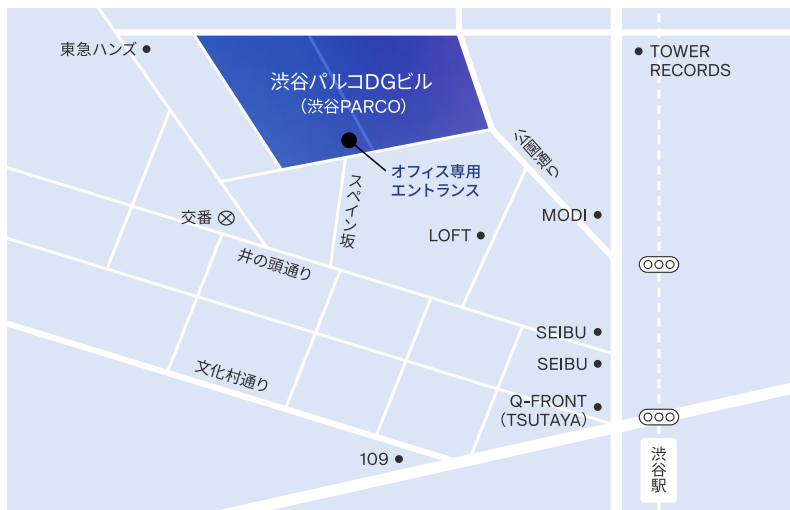 東急ハンズ
渋谷パルコDGビル
（渋谷PARCO）
TOWER
RECORDS
オフィス専用
エントランス
公園通り
スペイン坂
交番
MODI
LOFT
井の頭通り
SEIBU
SEIBU
文化村通り
Q-FRONT
（TSUTAYA）
109
渋谷駅